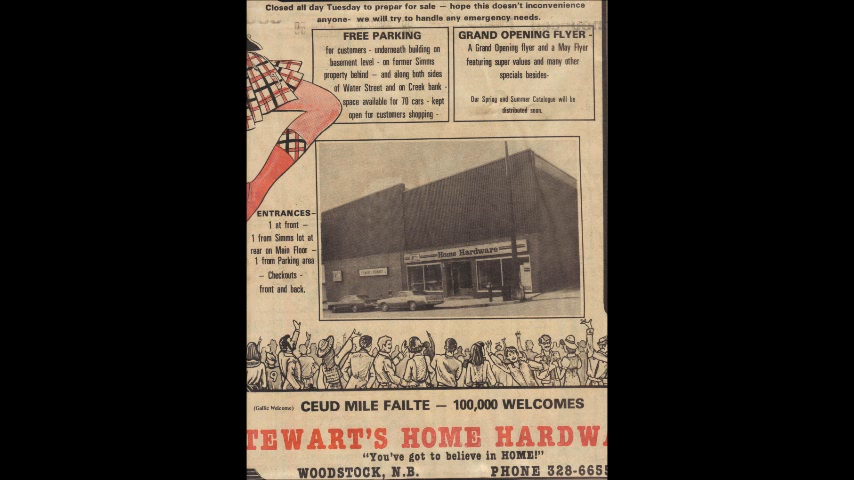 Closed all day Tuesday to prepar for sale — hope this doesn't inconvenience
anyone- we will try to handle any emergency needs.
FREE PARKING
for customers - underneath building on
basement level - on former Simms
property behind — and along both sides
of Water Street and on Creek bank -
space available for 70 cars - kept
open for customers shopping -
GRAND OPENING FLYER -
A Grand Opening flyer and a May Flyer
featuring super values and many other
specials besides-
Our Spring and Summer Catalogue will be
distributed soon.
ENTRANCES-
1 at front —
1 from Simms lot at
rear on Main Floor —
1 from Parking area
— Checkouts -
front and back.
Home Hardware
(Gallic Welcome) CEUD MILE FAILTE — 100,000 WELCOMES
TEWART'S HOME HARDWA
"You've got to believe in HOME!"
WOODSTOCK, N.B. PHONE 328-6655